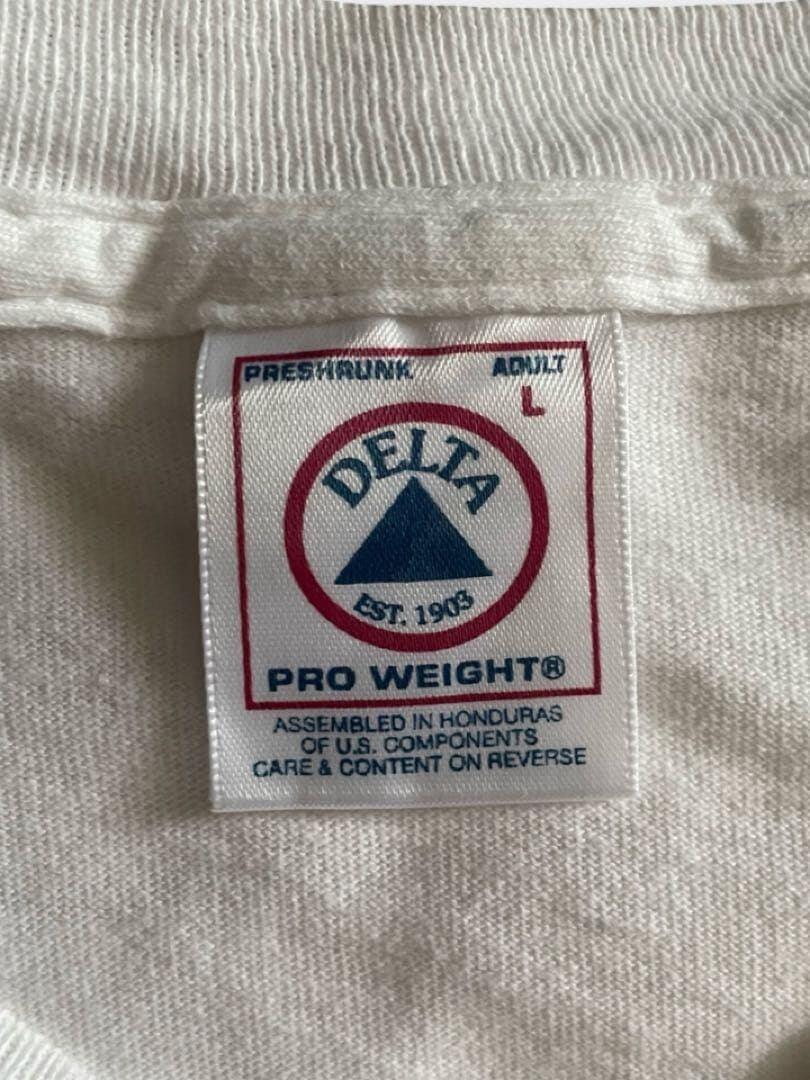 PRESHRUNK ADULT
L
DELTA
EST. 1903
PRO WEIGHT®
ASSEMBLED IN HONDURAS
OF U.S. COMPONENTS
CARE & CONTENT ON REVERSE